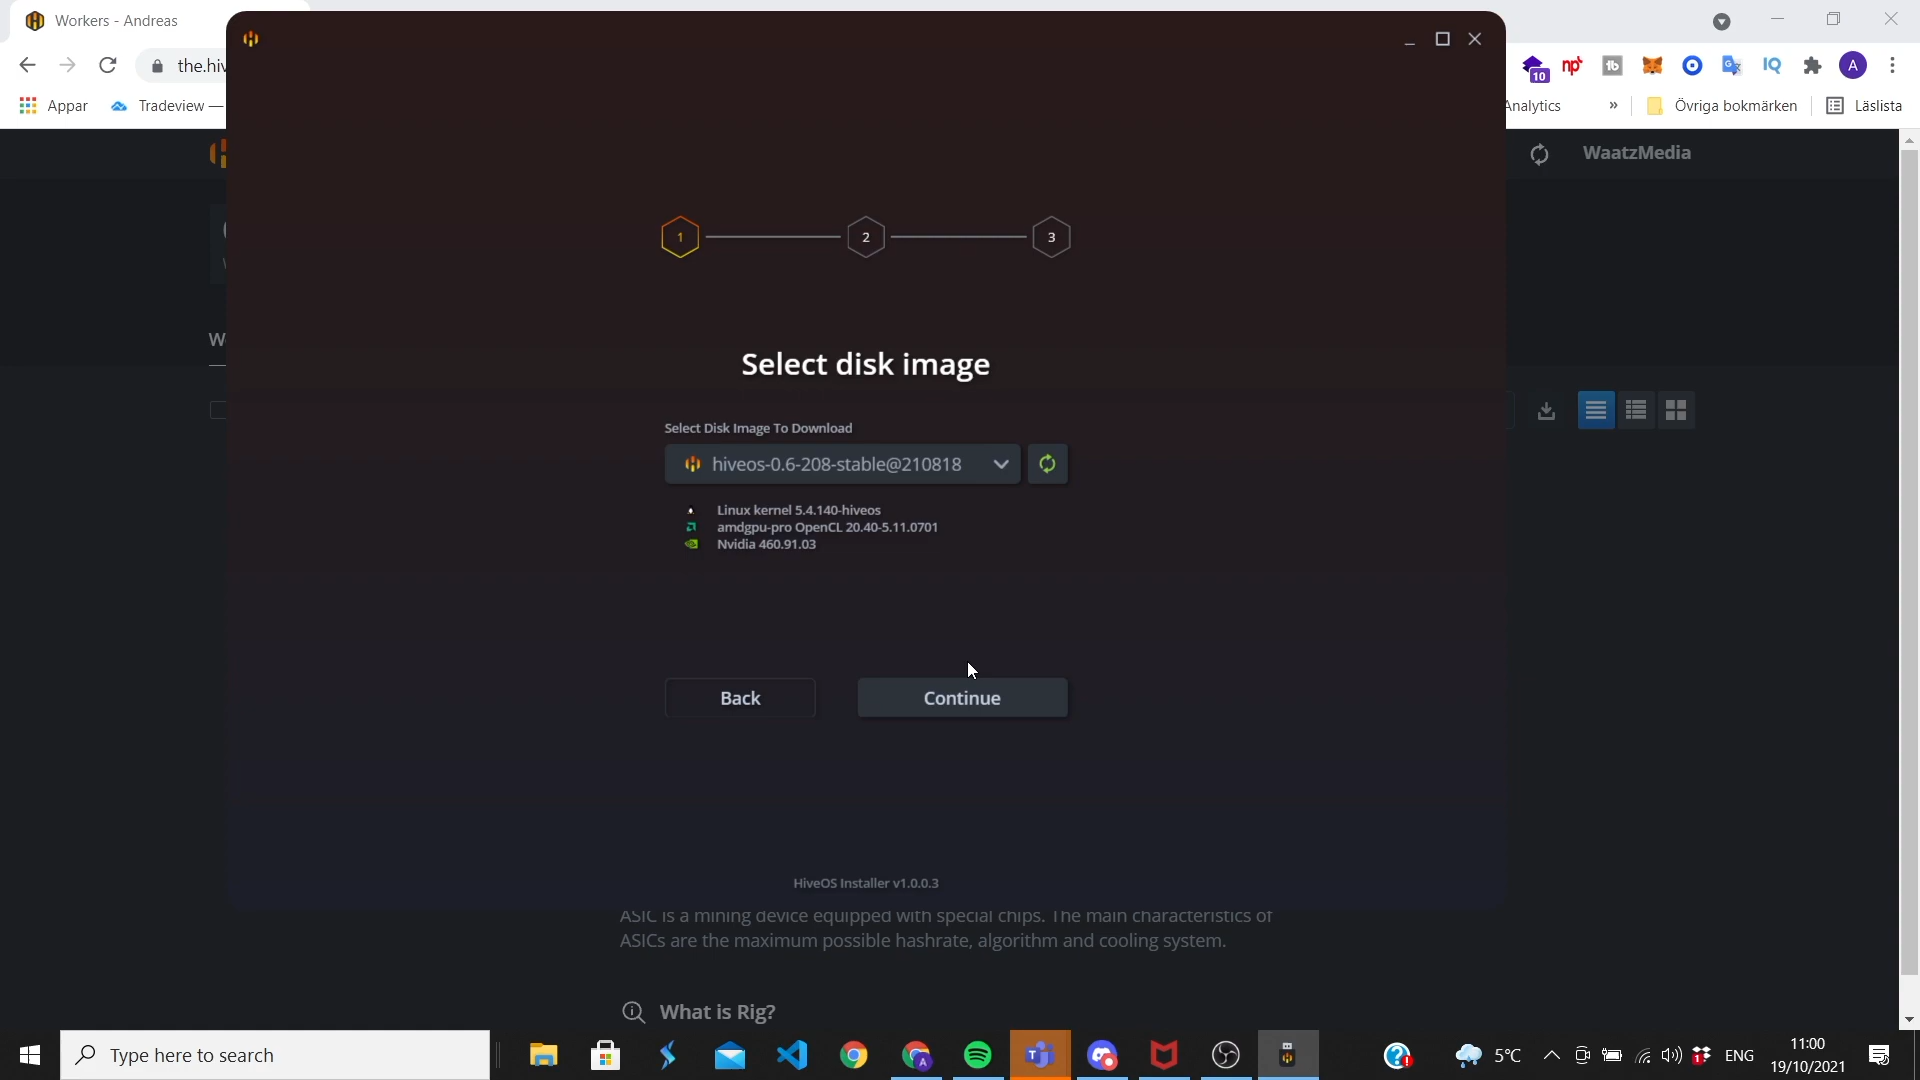 Workers - Andreas
the.hiv
10
A
Appar
Tradeview —
Analytics
»
Övriga bokmärken
Läslista
WaatzMedia
1
2
3
Select disk image
Select Disk Image To Download
hiveos-0.6-208-stable@210818
Linux kernel 5.4.140-hiveos
amdgpu-pro OpenCL 20.40-5.11.0701
Nvidia 460.91.03
Back
Continue
HiveOS Installer v1.0.0.3
ASIC is a mining device equipped with special chips. The main characteristics of
ASICs are the maximum possible hashrate, algorithm and cooling system.
What is Rig?
Type here to search
5°C
ENG
11:00
19/10/2021